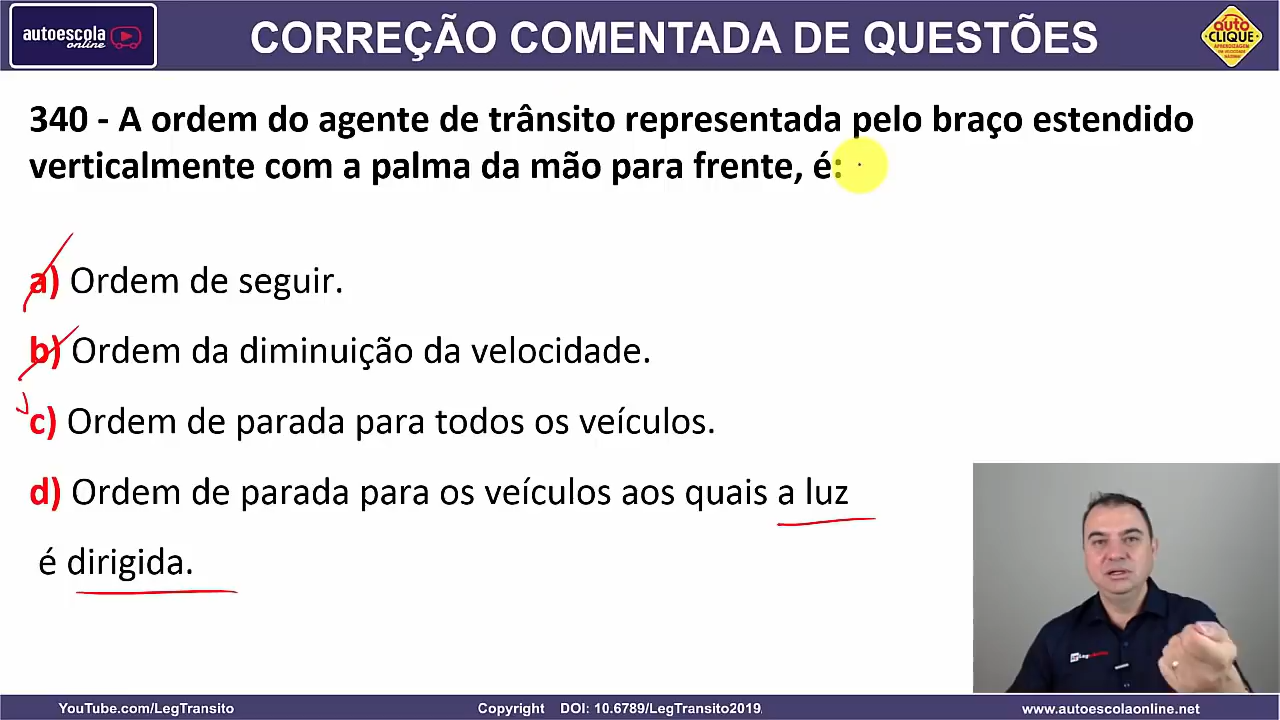 autoescola
online
CORREÇÃO COMENTADA DE QUESTÕES
auto
CLIQUE
340 - A ordem do agente de trânsito representada pelo braço estendido
verticalmente com a palma da mão para frente, é:
a) Ordem de seguir.
b) Ordem da diminuição da velocidade.
c) Ordem de parada para todos os veículos.
d) Ordem de parada para os veículos aos quais a luz
é dirigida.
YouTube.com/LegTransito
Copyright DOI: 10.6789/LegTransito2019
www.autoescolaonline.net